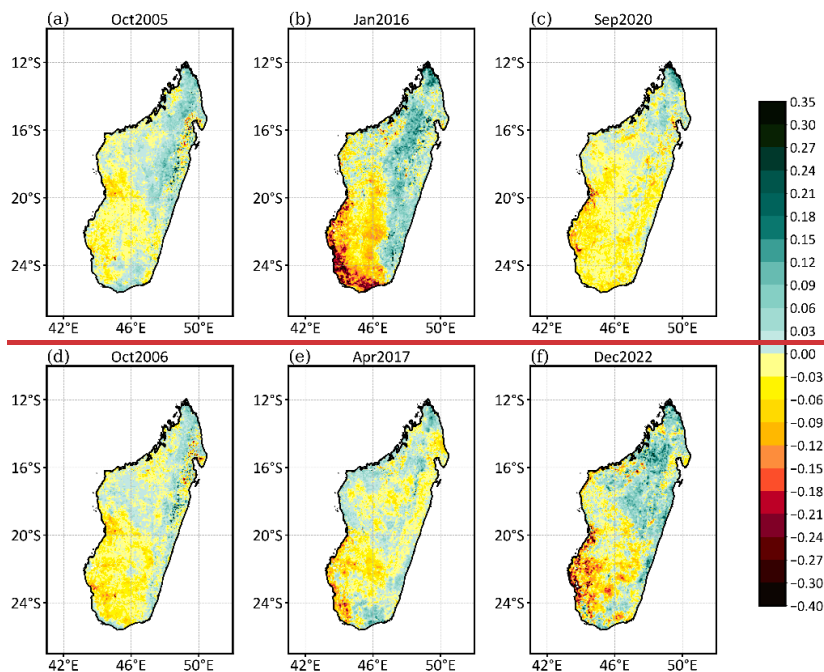 (a) Oct2005
(b) Jan2016
(c) Sep2020
12°S
16°S
20°S
24°S
42°E 46°E 50°E
42°E 46°E 50°E
42°E 46°E 50°E
(d) Oct2006
(e) Apr2017
(f) Dec2022
12°S
16°S
20°S
24°S
42°E 46°E 50°E
42°E 46°E 50°E
42°E 46°E 50°E
12°S
16°S
20°S
24°S
12°S
16°S
20°S
24°S
12°S
16°S
20°S
24°S
12°S
16°S
20°S
24°S
0.35
0.30
0.24
0.20
0.18
0.15
0.12
0.09
0.06
0.03
0.00
−0.03
−0.06
−0.09
−0.12
−0.15
−0.18
−0.21
−0.24
−0.27
−0.30
−0.40